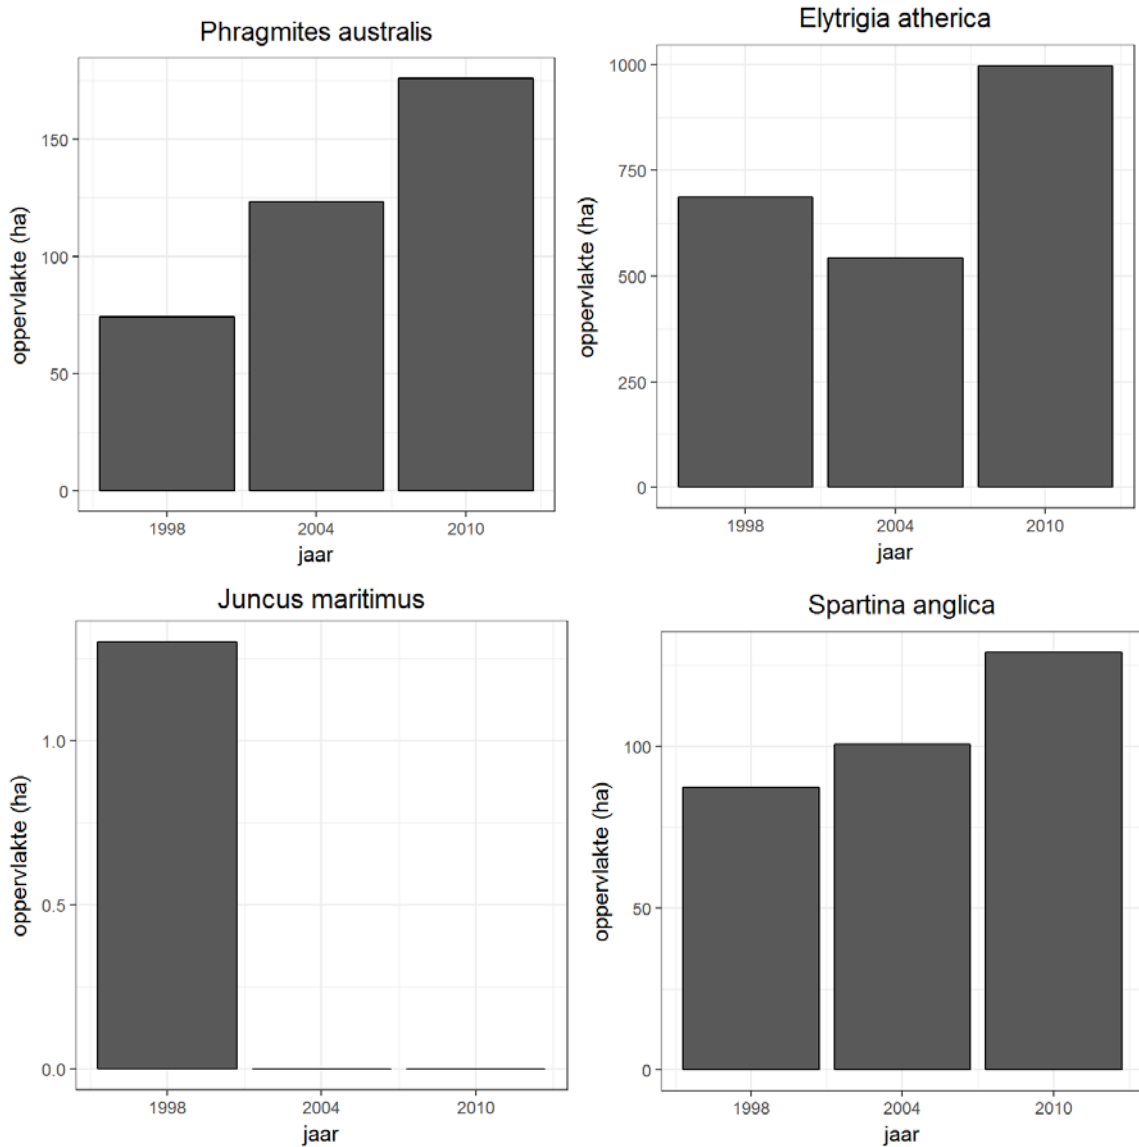 Phragmites australis
oppervlakte (ha)
150
100
50
0
1998 2004 2010
jaar
Elytrigia atherica
oppervlakte (ha)
1000
750
500
250
0
1998 2004 2010
jaar
Juncus maritimus
oppervlakte (ha)
1.0
0.5
0.0
1998 2004 2010
jaar
Spartina anglica
oppervlakte (ha)
100
50
0
1998 2004 2010
jaar